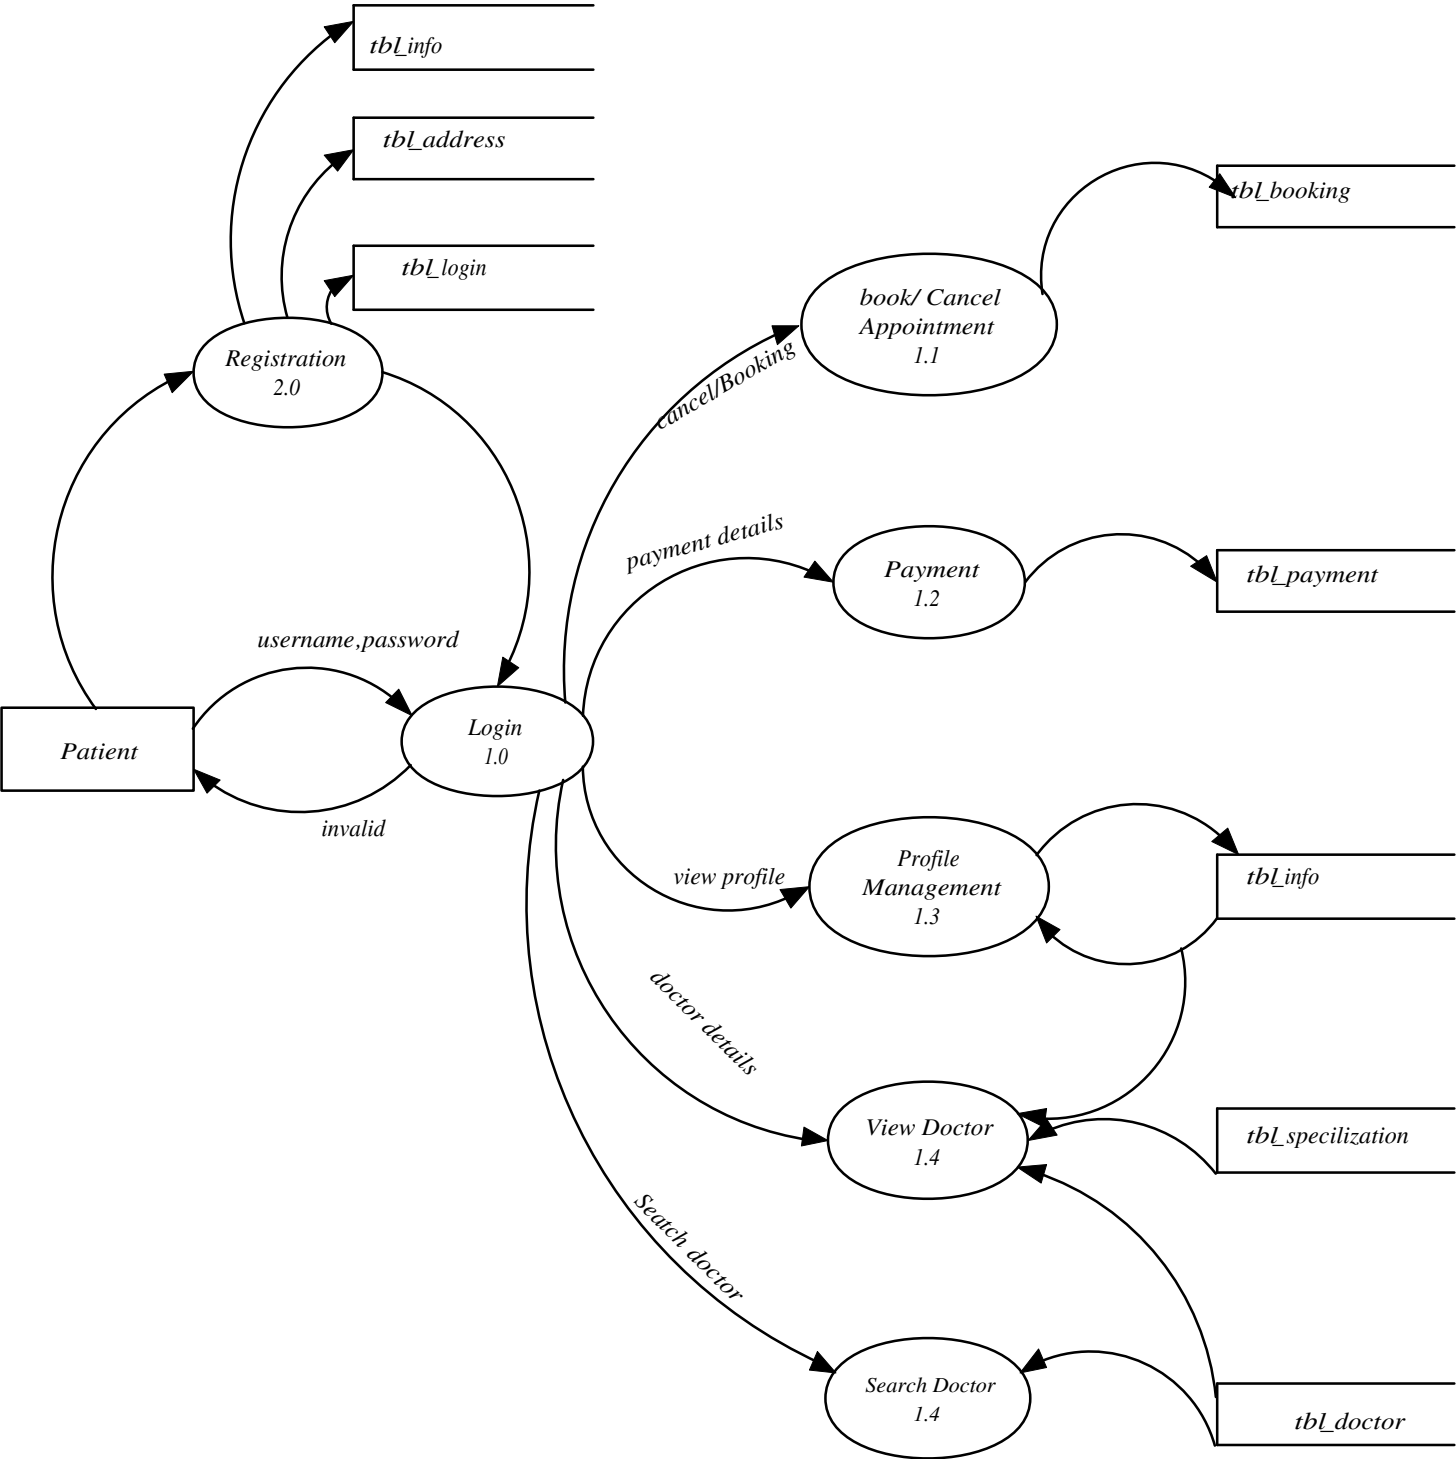 tbl_info
tbl_address
tbl_login
Registration
2.0
tbl_booking
book/ Cancel
Appointment
1.1
cancel/Booking
payment details
Payment
1.2
tbl_payment
username,password
Patient
Login
1.0
invalid
view profile
Profile
Management
1.3
tbl_info
doctor details
View Doctor
1.4
tbl_specilization
Seatch doctor
Search Doctor
1.4
tbl_doctor